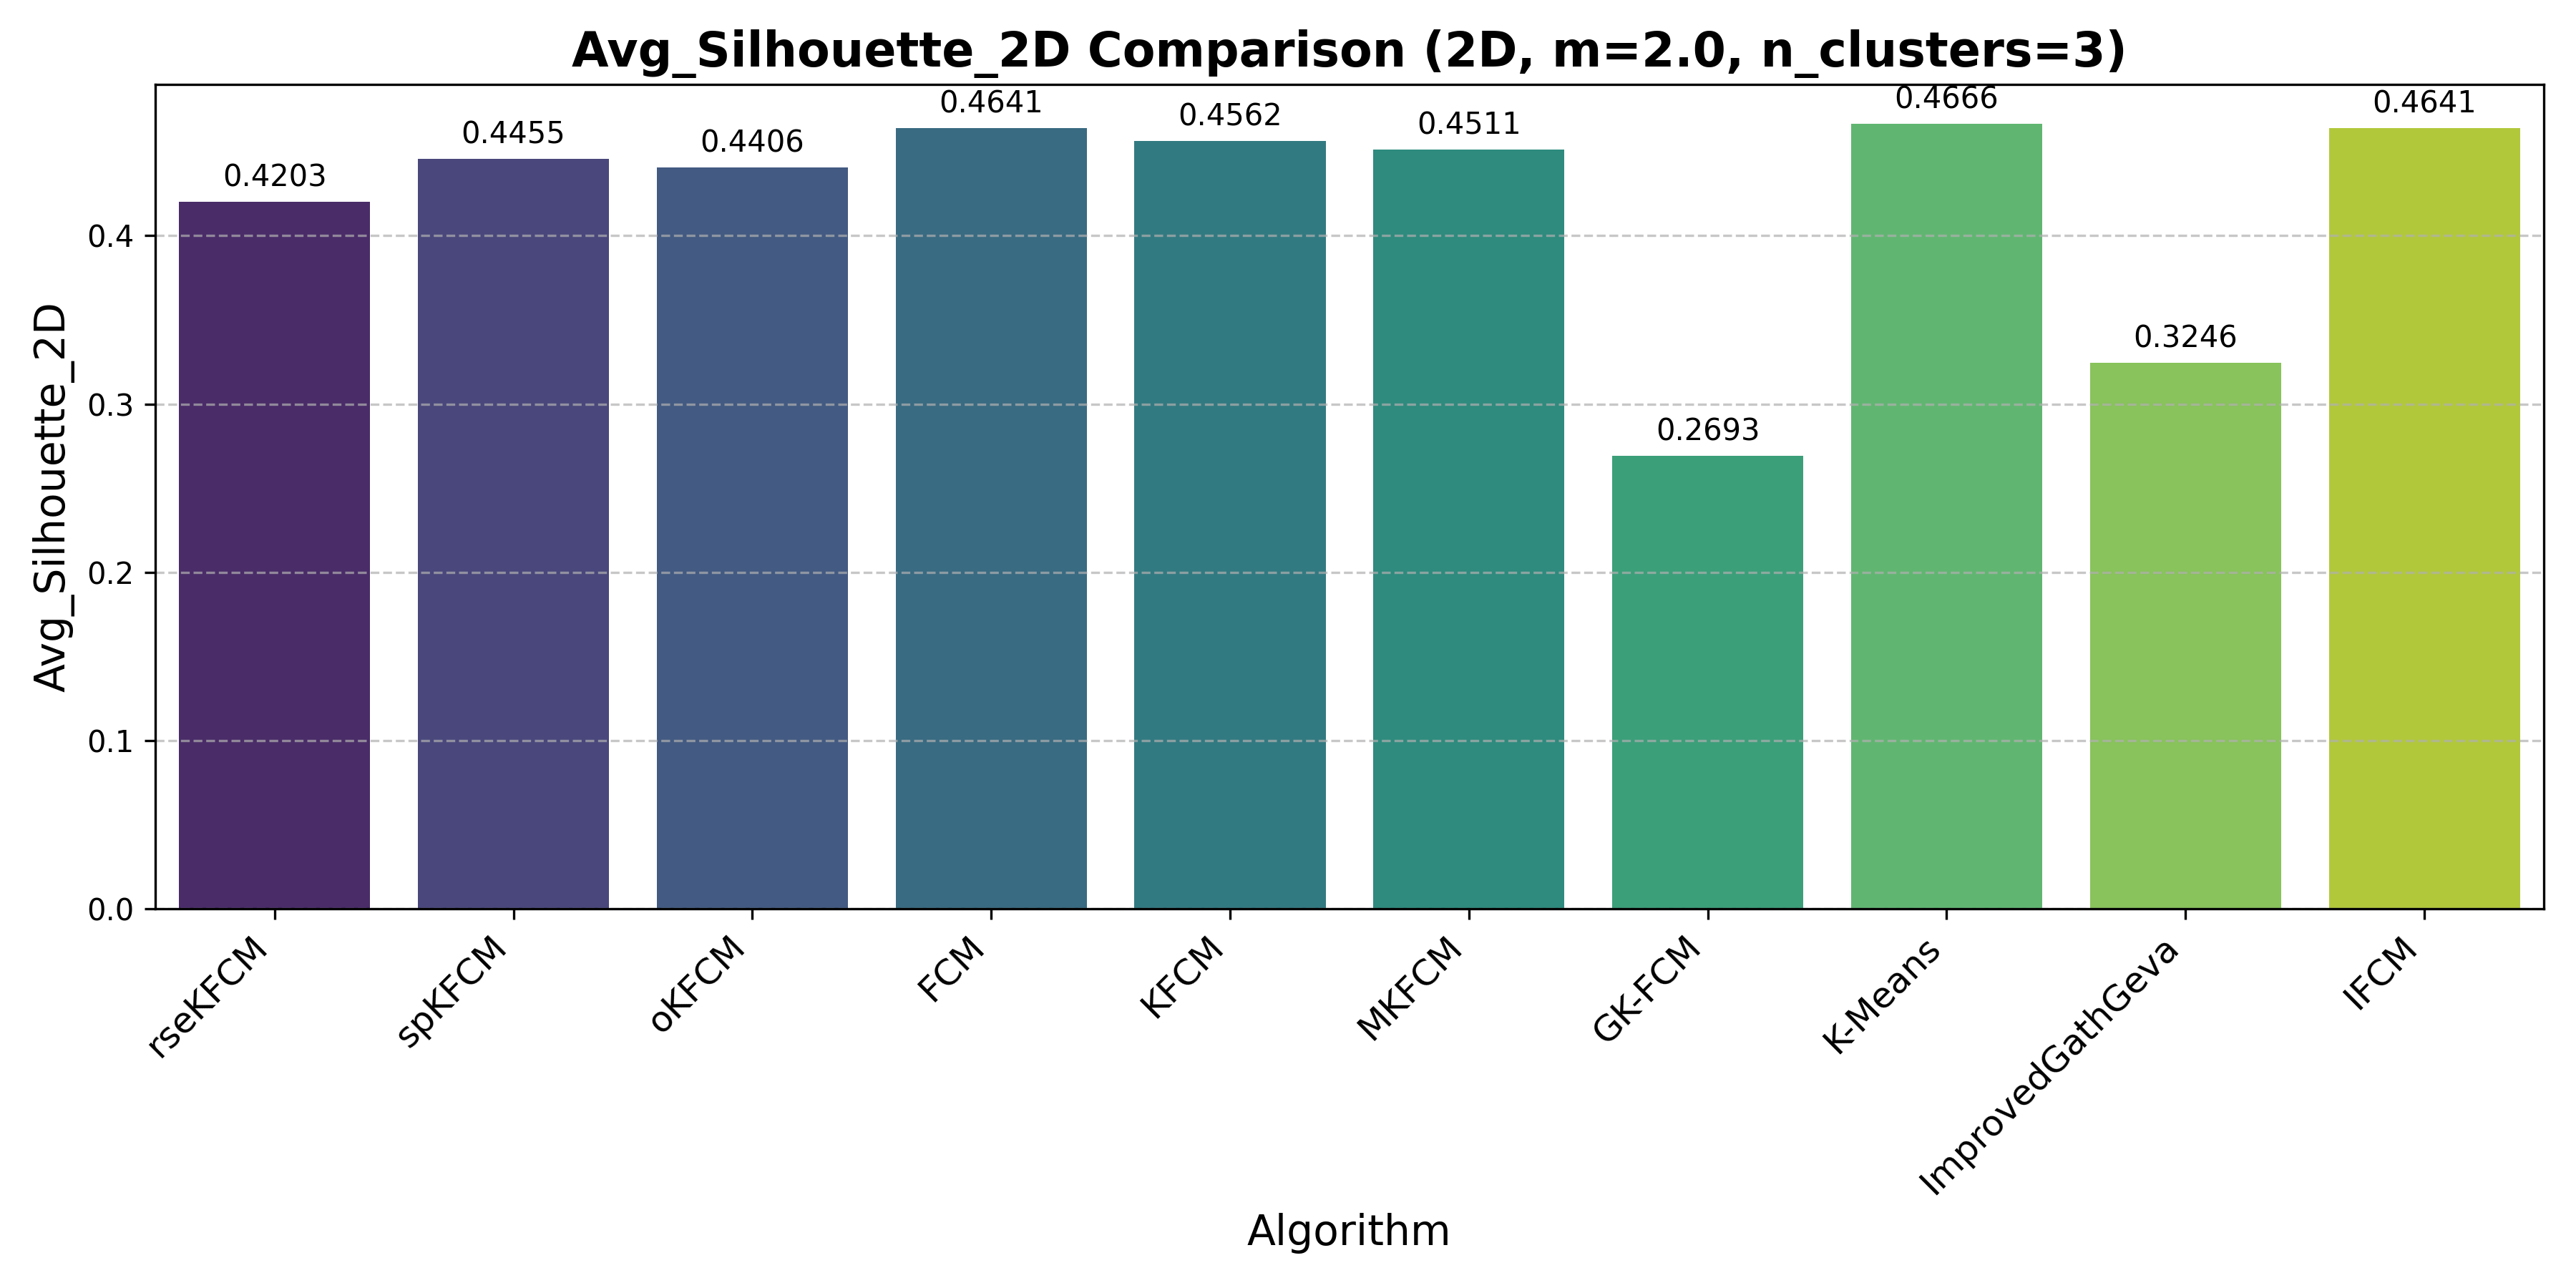 Avg_Silhouette_2D Comparison (2D, m=2.0, n_clusters=3)
Avg_Silhouette_2D
0.4
0.3
0.2
0.1
0.0
0.4203
0.4455
0.4406
0.4641
0.4562
0.4511
0.2693
0.4666
0.3246
0.4641
rseKFCM
spKFCM
oKFCM
FCM
KFCM
MKFCM
GK-FCM
K-Means
ImprovedGathGeva
IFCM
Algorithm